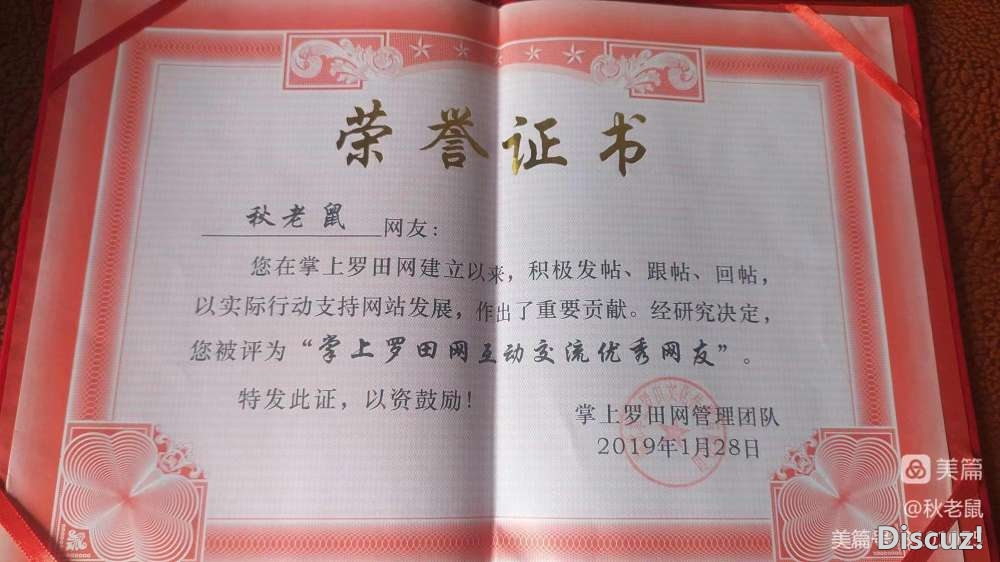 荣誉证书
秋老鼠 网友：
您在掌上罗田网建立以来，积极发帖、跟帖、回帖，
以实际行动支持网站发展，作出了重要贡献。经研究决定，
您被评为“掌上罗田网互动交流优秀网友”。
特发此证，以资鼓励！
掌上罗田网管理团队
2019年1月28日
美篇
@秋老鼠
美篇
Discuz!